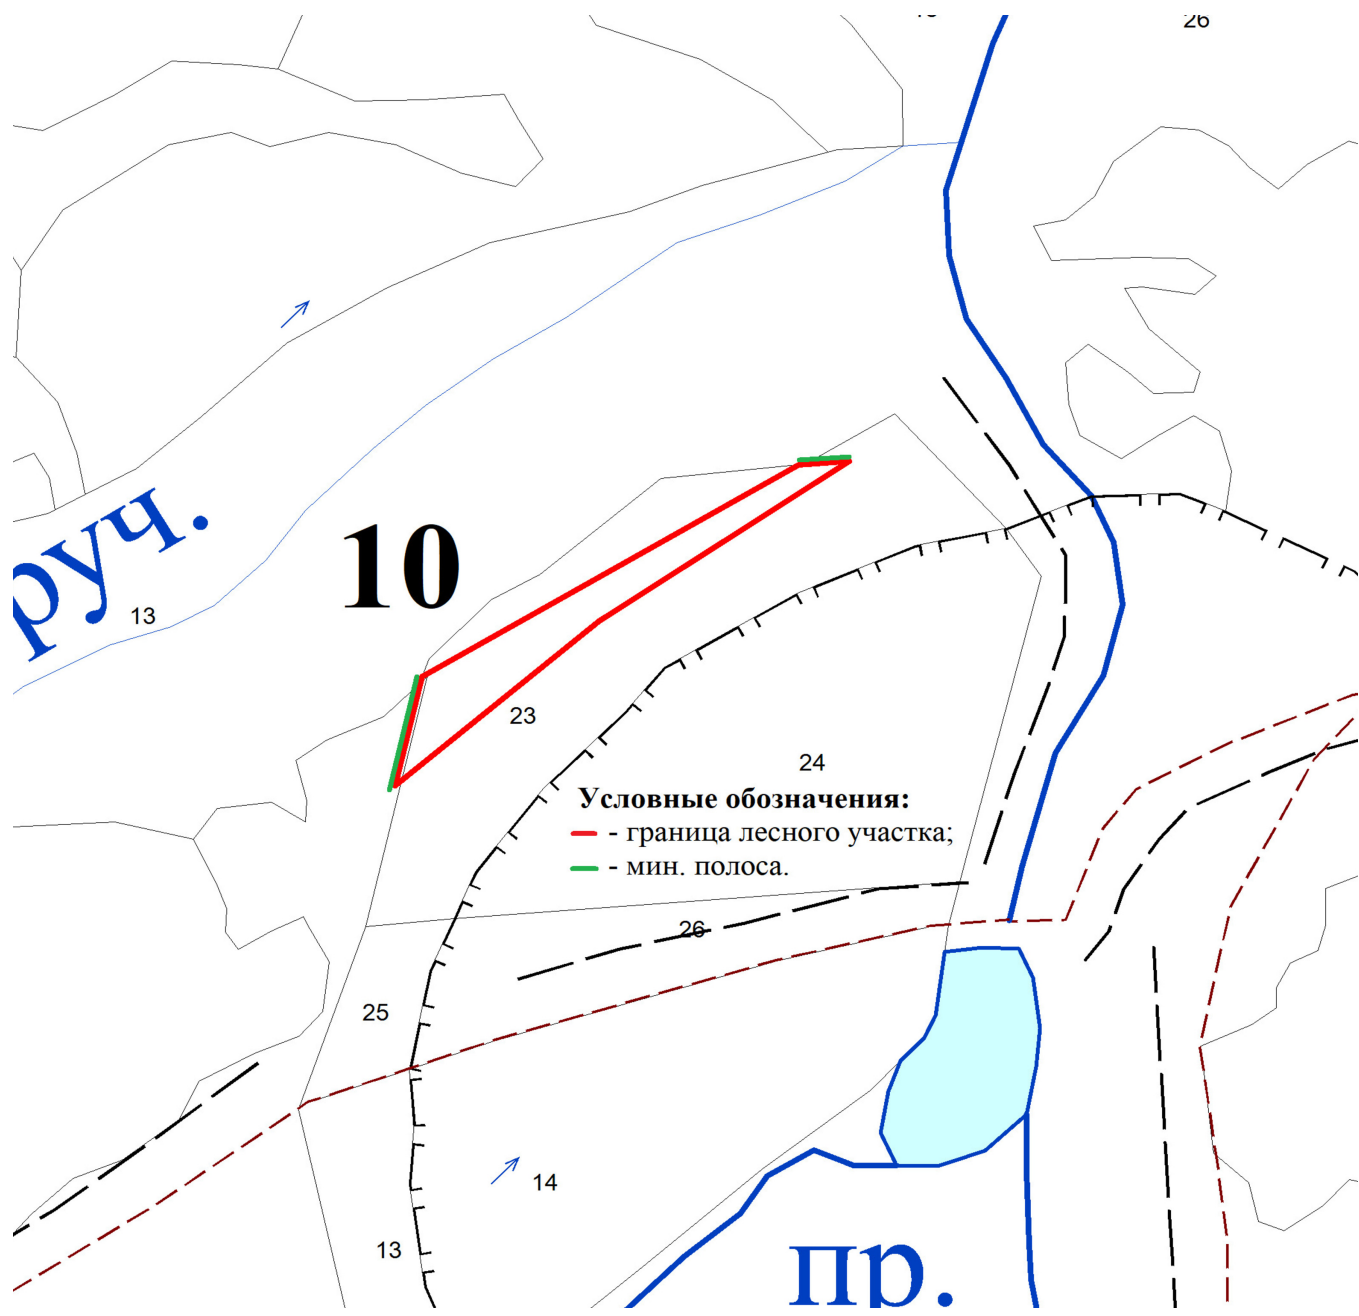 26
руч.
10
13
23
24
Условные обозначения:
- граница лесного участка;
- мин. полоса.
26
25
14
13
пр.